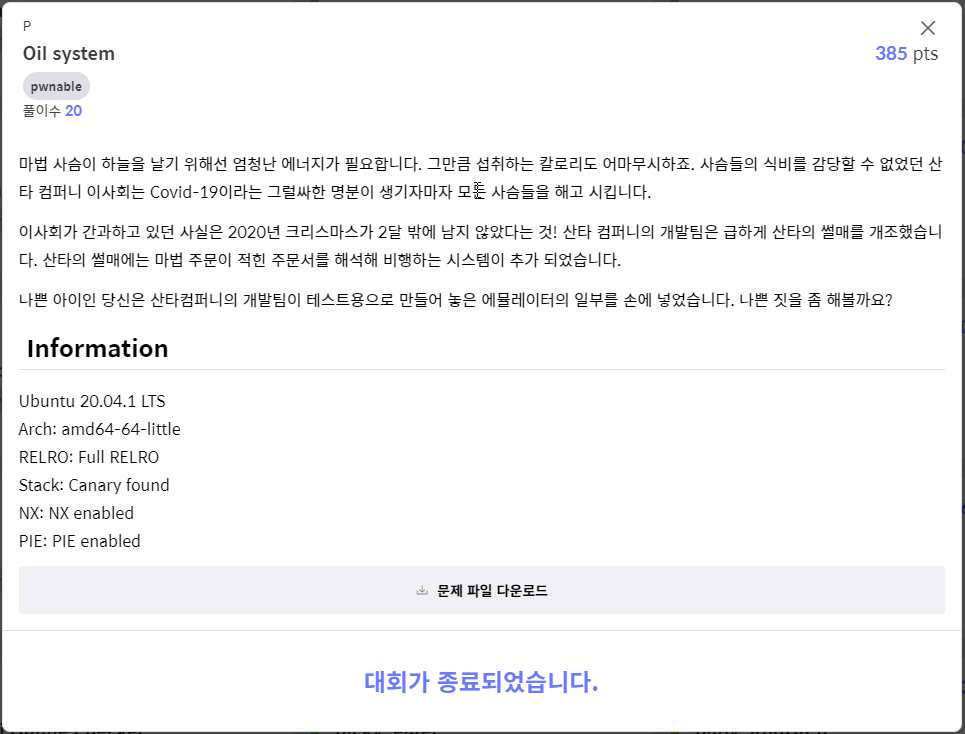 P
Oil system
385 pts
pwnable
풀이수 20
마법 사슴이 하늘을 날기 위해선 엄청난 에너지가 필요합니다. 그만큼 섭취하는 칼로리도 어마무시하죠. 사슴들의 식비를 감당할 수 없었던 산
타 컴퍼니 이사회는 Covid-19이라는 그럴싸한 명분이 생기자마자 모든 사슴들을 해고 시킵니다.
이사회가 간과하고 있던 사실은 2020년 크리스마스가 2달 밖에 남지 않았다는 것! 산타 컴퍼니의 개발팀은 급하게 산타의 썰매를 개조했습니
다. 산타의 썰매에는 마법 주문이 적힌 주문서를 해석해 비행하는 시스템이 추가 되었습니다.
나쁜 아이인 당신은 산타컴퍼니의 개발팀이 테스트용으로 만들어 놓은 에뮬레이터의 일부를 손에 넣었습니다. 나쁜 짓을 좀 해볼까요?
Information
Ubuntu 20.04.1 LTS
Arch: amd64-64-little
RELRO: Full RELRO
Stack: Canary found
NX: NX enabled
PIE: PIE enabled
문제 파일 다운로드
대회가 종료되었습니다.